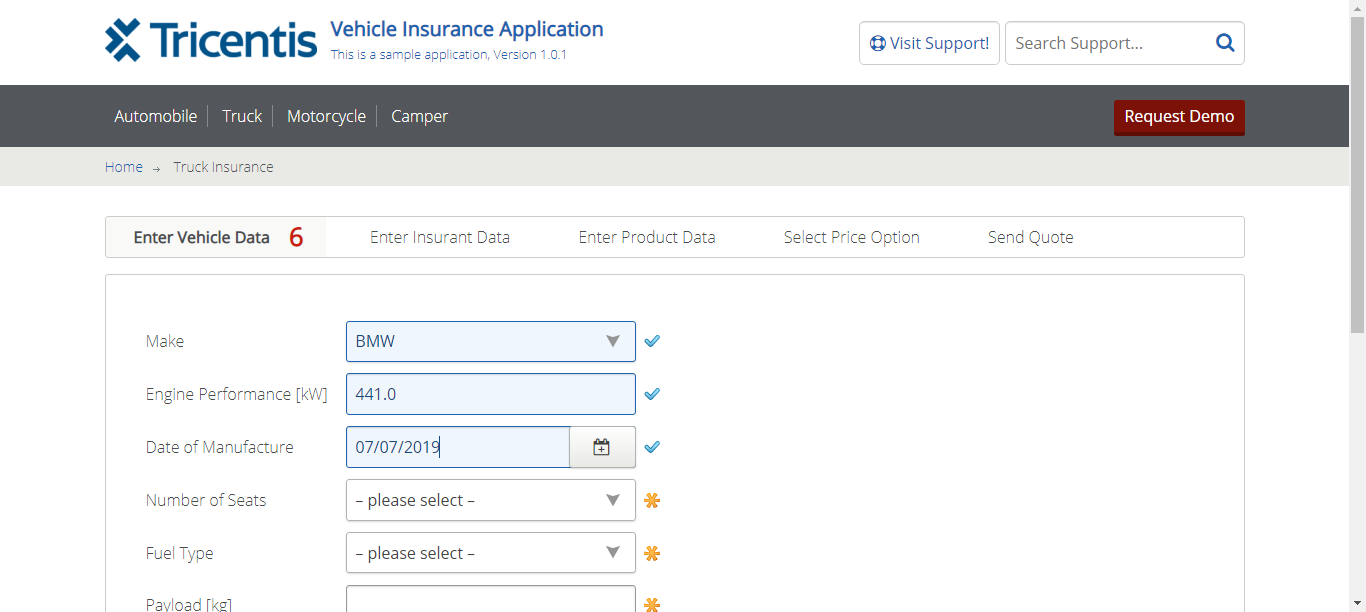 Tricentis
Vehicle Insurance Application
This is a sample application, Version 1.0.1
Visit Support!
Search Support...
Automobile
Truck
Motorcycle
Camper
Request Demo
Home → Truck Insurance
Enter Vehicle Data 6
Enter Insurant Data
Enter Product Data
Select Price Option
Send Quote
Make
BMW
Engine Performance [kW]
441.0
Date of Manufacture
07/07/2019
Number of Seats
– please select –
Fuel Type
– please select –
Payload [kg]